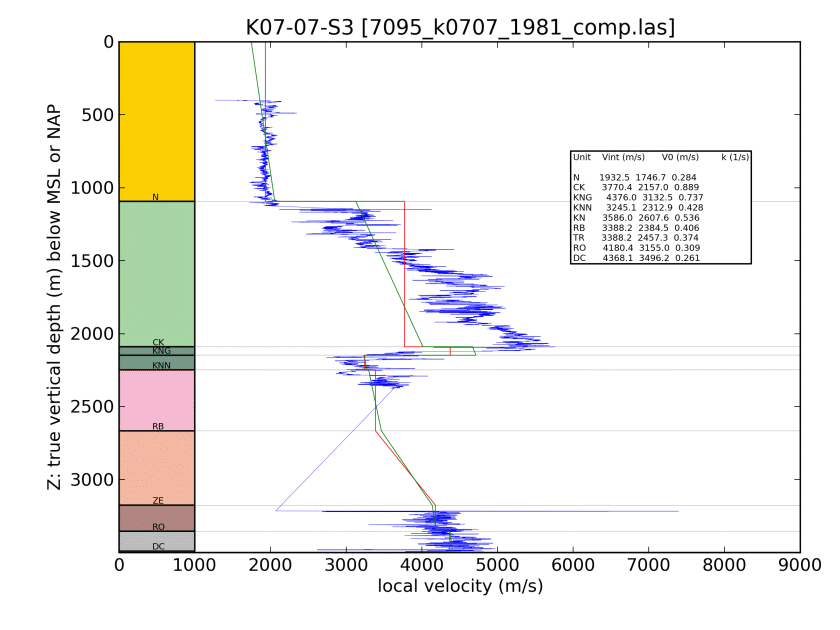 K07-07-S3 [7095_k0707_1981_comp.las]
Z: true vertical depth (m) below MSL or NAP
0
500
1000
1500
2000
2500
3000
N
CK
KNG
KNN
RB
ZE
RO
DC
Unit Vint (m/s) V0 (m/s) k (1/s)
N 1932.5 1746.7 0.284
CK 3770.4 2157.0 0.889
KNG 4376.0 3132.5 0.737
KNN 3245.1 2312.9 0.428
KN 3586.0 2607.6 0.536
RB 3388.2 2384.5 0.406
TR 3388.2 2457.3 0.374
RO 4180.4 3155.0 0.309
DC 4368.1 3496.2 0.261
0 1000 2000 3000 4000 5000 6000 7000 8000 9000
local velocity (m/s)